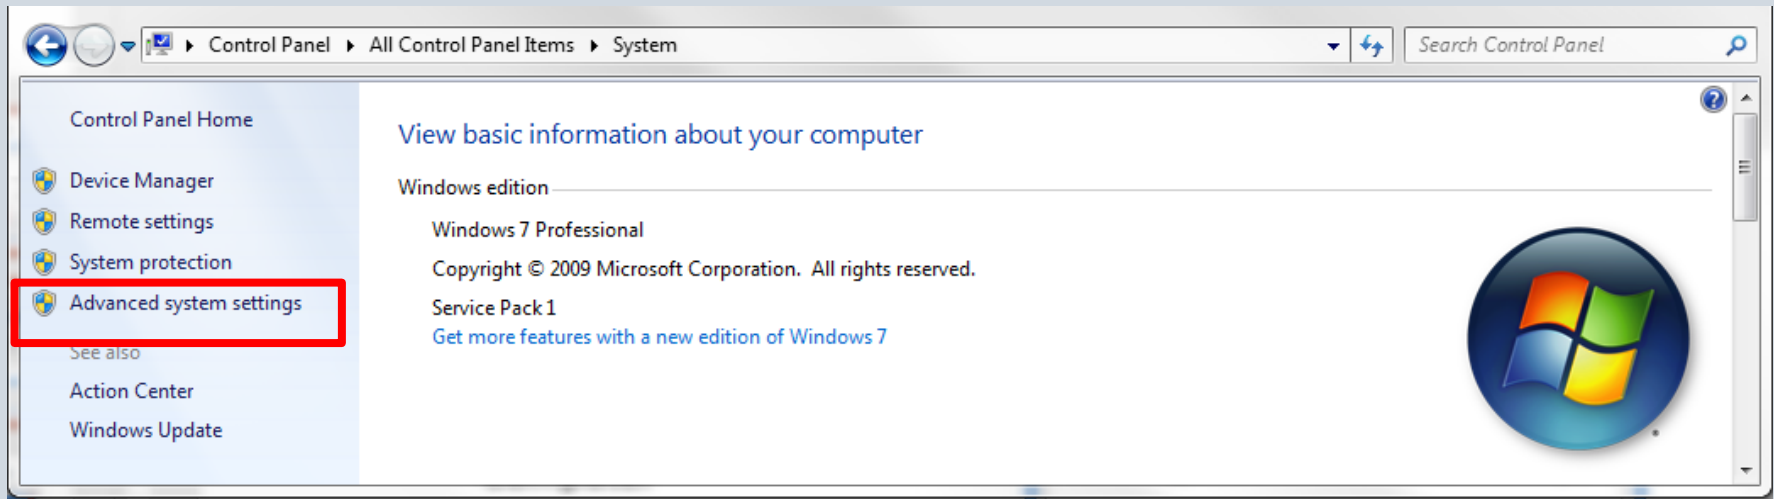 Control Panel All Control Panel Items System
Search Control Panel
Control Panel Home
Device Manager
Remote settings
System protection
Advanced system settings
See also
Action Center
Windows Update
View basic information about your computer
Windows edition
Windows 7 Professional
Copyright © 2009 Microsoft Corporation. All rights reserved.
Service Pack 1
Get more features with a new edition of Windows 7